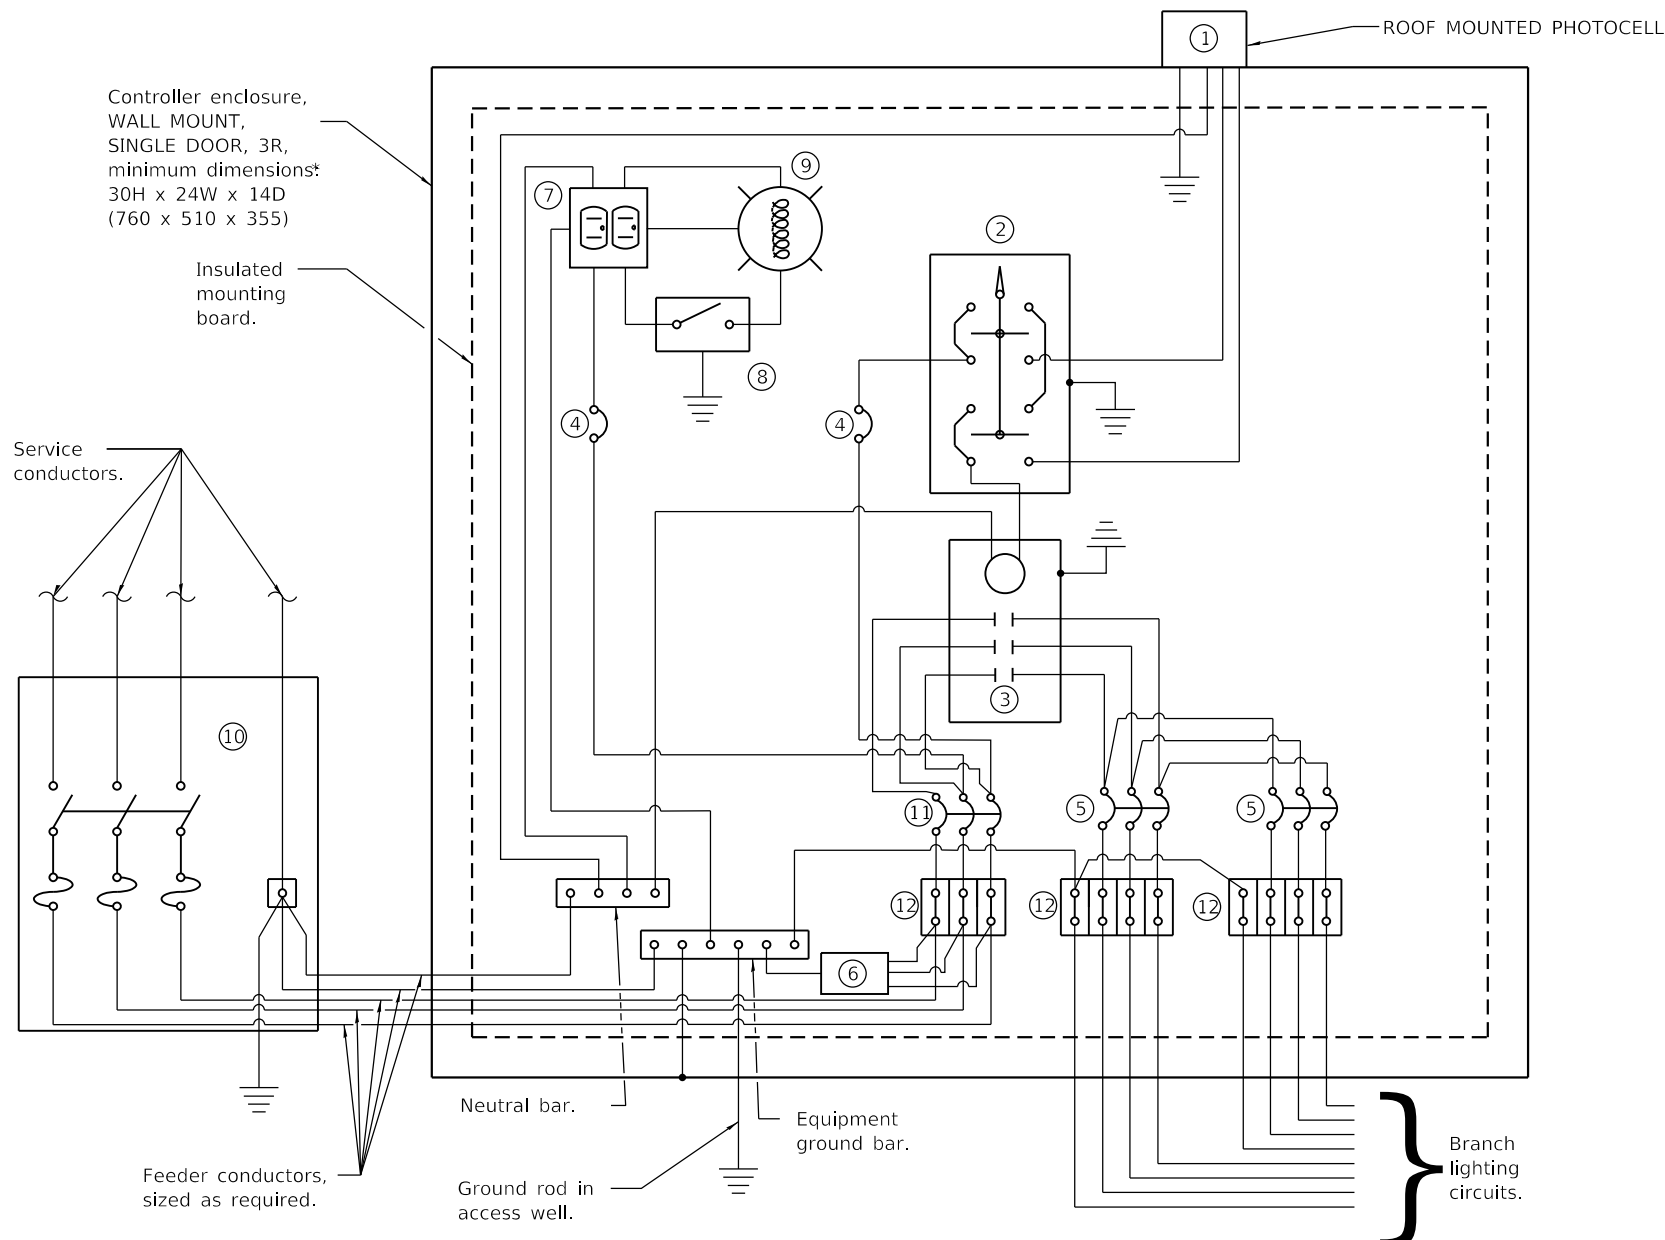 1
ROOF MOUNTED PHOTOCELL
Controller enclosure,
WALL MOUNT,
SINGLE DOOR, 3R,
minimum dimensions*:
30H x 24W x 14D
(760 x 510 x 355)
9
7
2
Insulated
mounting
board.
8
4
4
Service
conductors.
3
10
11
5
5
12
12
12
6
Neutral bar.
Equipment
ground bar.
Feeder conductors,
sized as required.
Ground rod in
access well.
Branch
lighting
circuits.